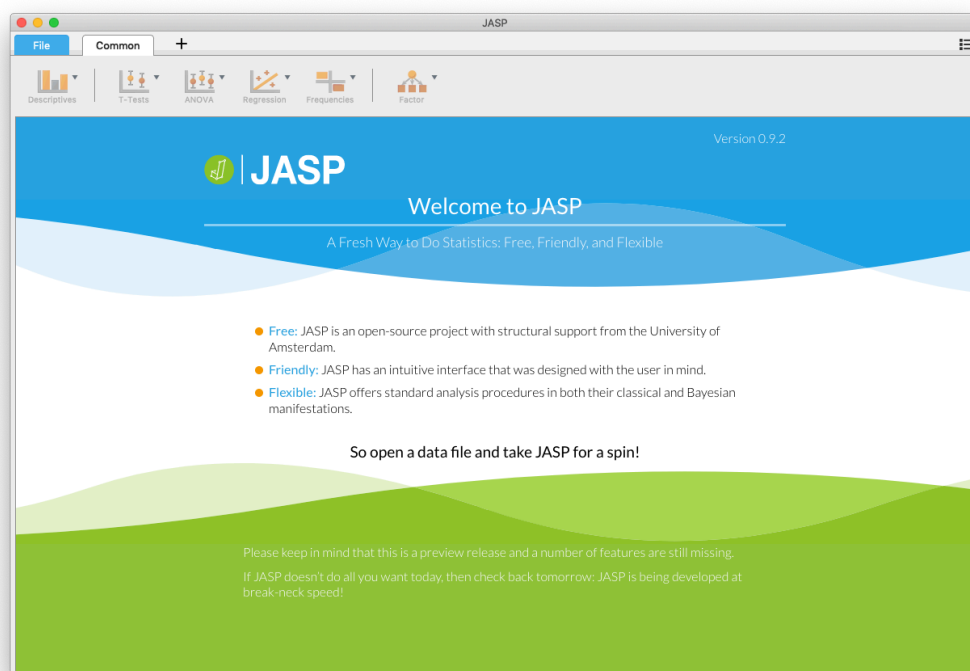 JASP
File
Common
+
Descriptives
T-Tests
ANOVA
Regression
Frequencies
Factor
Version 0.9.2
JASP
Welcome to JASP
A Fresh Way to Do Statistics: Free, Friendly, and Flexible
Free: JASP is an open-source project with structural support from the University of
Amsterdam.
Friendly: JASP has an intuitive interface that was designed with the user in mind.
Flexible: JASP offers standard analysis procedures in both their classical and Bayesian
manifestations.
So open a data file and take JASP for a spin!
Please keep in mind that this is a preview release and a number of features are still missing.
If JASP doesn't do all you want today, then check back tomorrow: JASP is being developed at
break-neck speed!